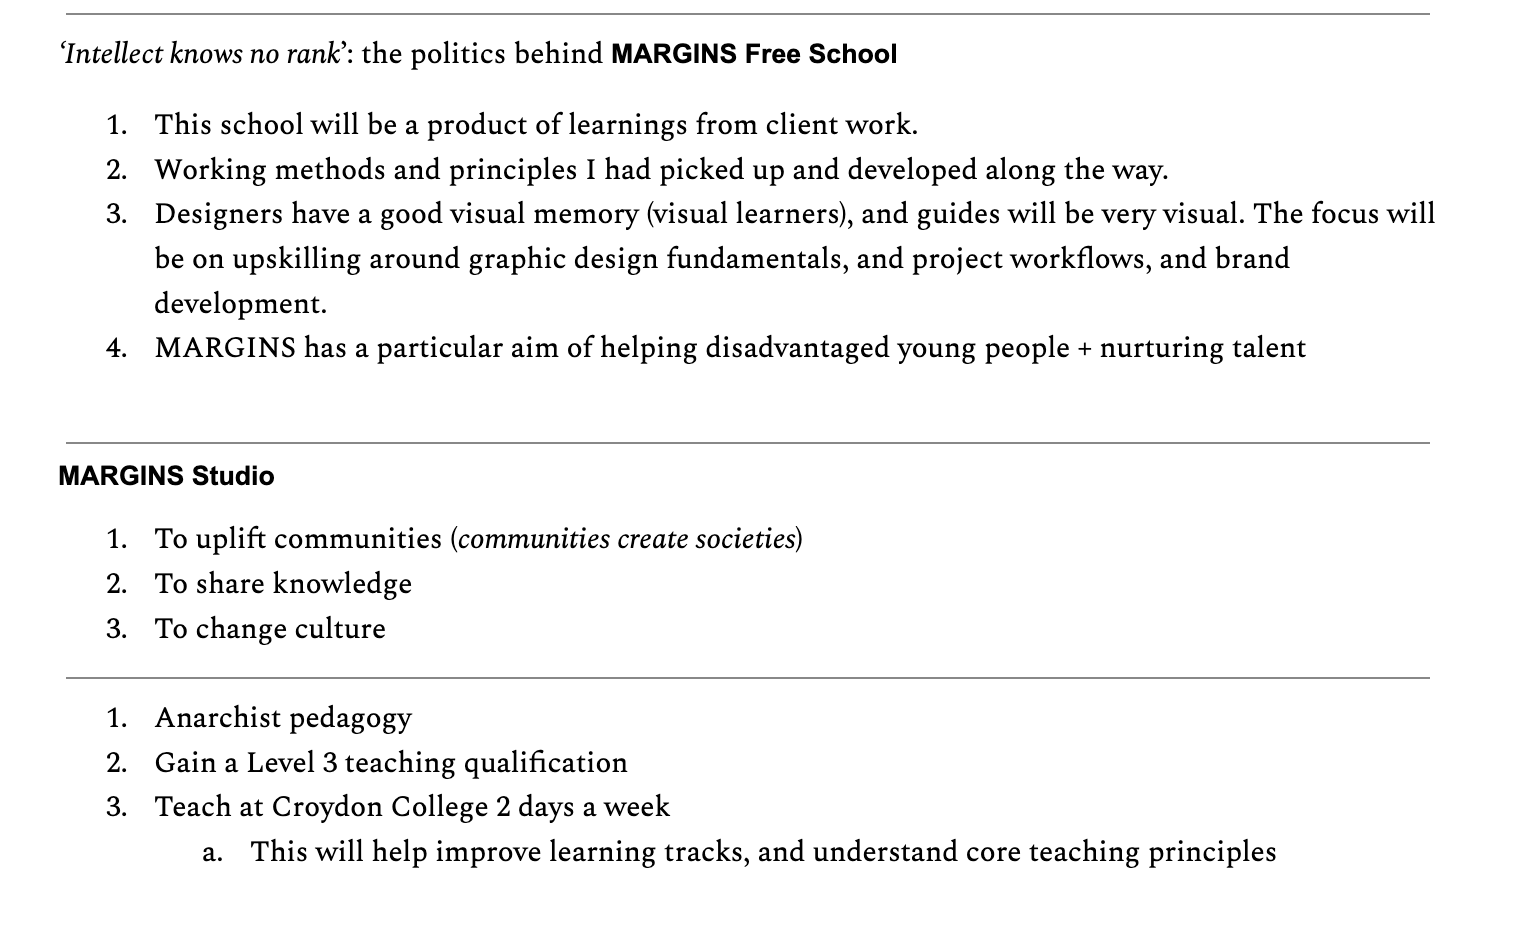 ‘Intellect knows no rank’: the politics behind MARGINS Free School
1. This school will be a product of learnings from client work.
2. Working methods and principles I had picked up and developed along the way.
3. Designers have a good visual memory (visual learners), and guides will be very visual. The focus will
be on upskilling around graphic design fundamentals, and project workflows, and brand
development.
4. MARGINS has a particular aim of helping disadvantaged young people + nurturing talent
MARGINS Studio
1. To uplift communities (communities create societies)
2. To share knowledge
3. To change culture
1. Anarchist pedagogy
2. Gain a Level 3 teaching qualification
3. Teach at Croydon College 2 days a week
a. This will help improve learning tracks, and understand core teaching principles